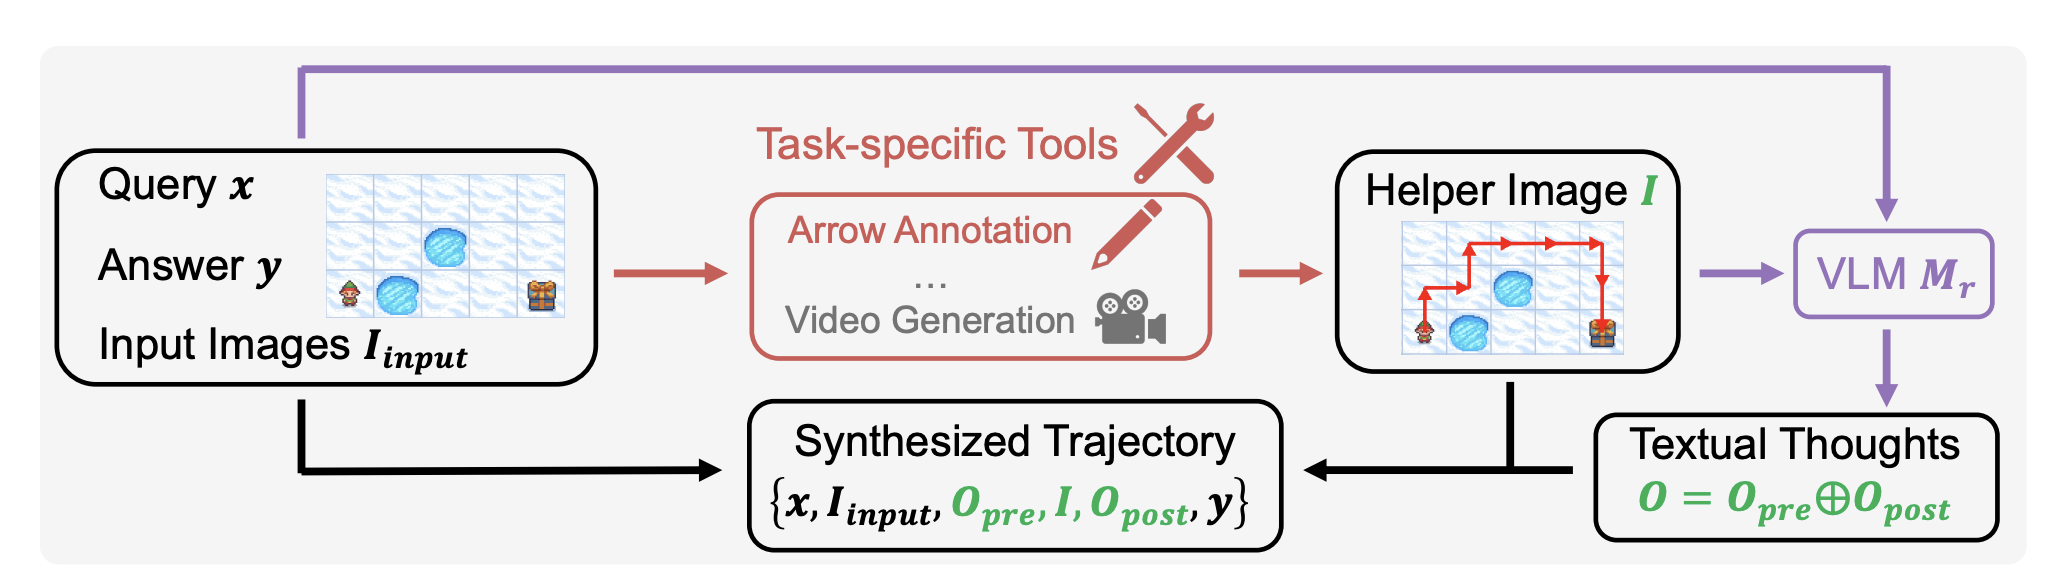 Task-specific Tools
Query x
Answer y
Input Images I_input
Arrow Annotation
...
Video Generation
Helper Image I
VLM M_r
Synthesized Trajectory
{x, I_input, O_pre, I, O_post, y}
Textual Thoughts
O = O_pre⊕O_post